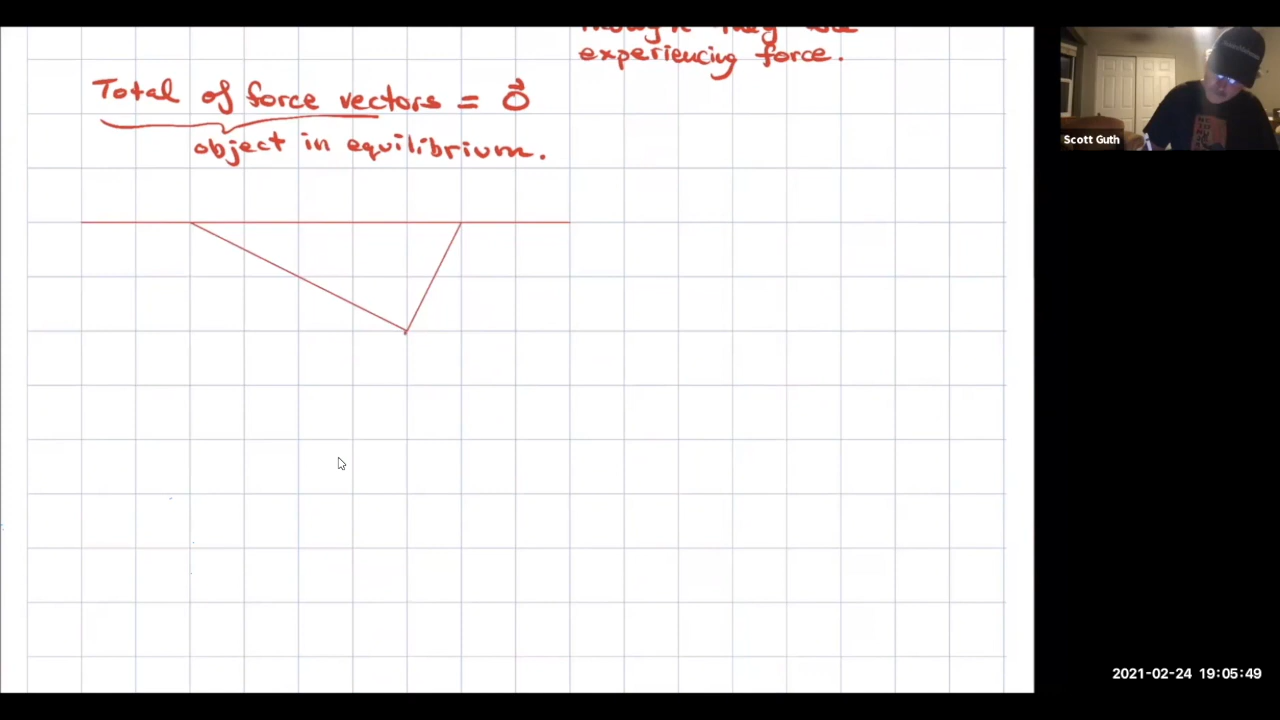 experiencing force.
Total of force vectors = 0⃗
object in equilibrium.
Scott Guth
2021-02-24 19:05:49